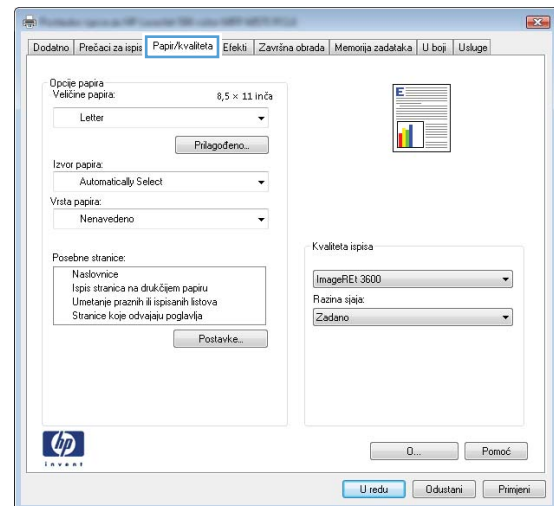 Dodatno Prečaci za ispis Papir/kvaliteta Efekti Završna obrada Memorija zadataka U boji Usluge
Opcije papira
Veličine papira: 8,5 × 11 inča
Letter
Prilagođeno...
Izvor papira:
Automatically Select
Vrsta papira:
Nenavedeno
Posebne stranice:
Naslovnice
Ispis stranica na drukčijem papiru
Umetanje praznih ili ispisanih listova
Stranice koje odvajaju poglavlja
Postavke...
E
Kvaliteta ispisa
ImageREt 3600
Razina sjaja:
Zadano
hp
invent
O... Pomoć
U redu Odustani Primjeni